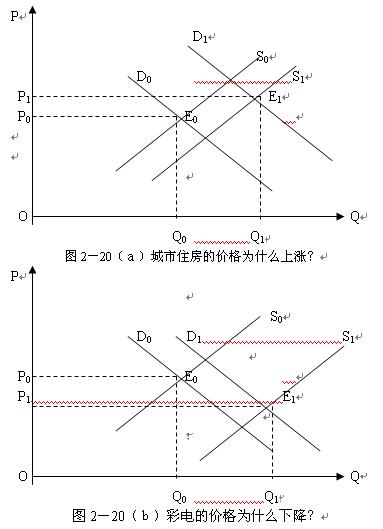 P
D1
S0
S1
P1
E1
D0
P0
E0
O
Q
Q0 Q1
图 2—20（a）城市住房的价格为什么上涨？
P
S0
D0 D1 S1
P0
E0
P1
E1
O
Q
Q0 Q1
图 2—20（b）彩电的价格为什么下降？